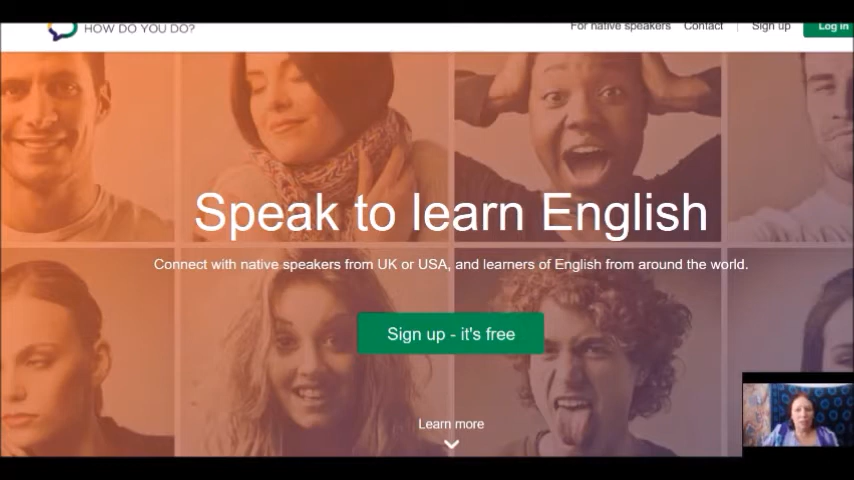 HOW DO YOU DO?
For native speakers Contact Sign up Log in
Speak to learn English
Connect with native speakers from UK or USA, and learners of English from around the world.
Sign up - it's free
Learn more